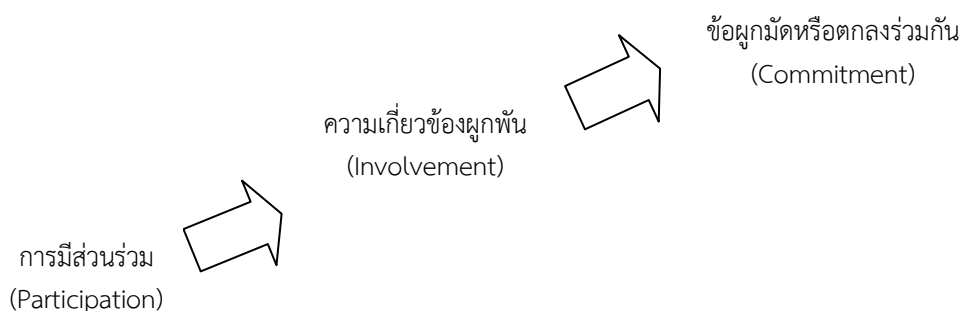 ข้อผูกมัดหรือตกลงร่วมกัน
(Commitment)
ความเกี่ยวข้องผูกพัน
(Involvement)
การมีส่วนร่วม
(Participation)